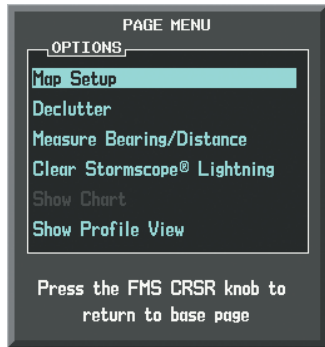 PAGE MENU
OPTIONS
Map Setup
Declutter
Measure Bearing/Distance
Clear Stormscope® Lightning
Show Chart
Show Profile View
Press the FMS CRSR knob to
return to base page